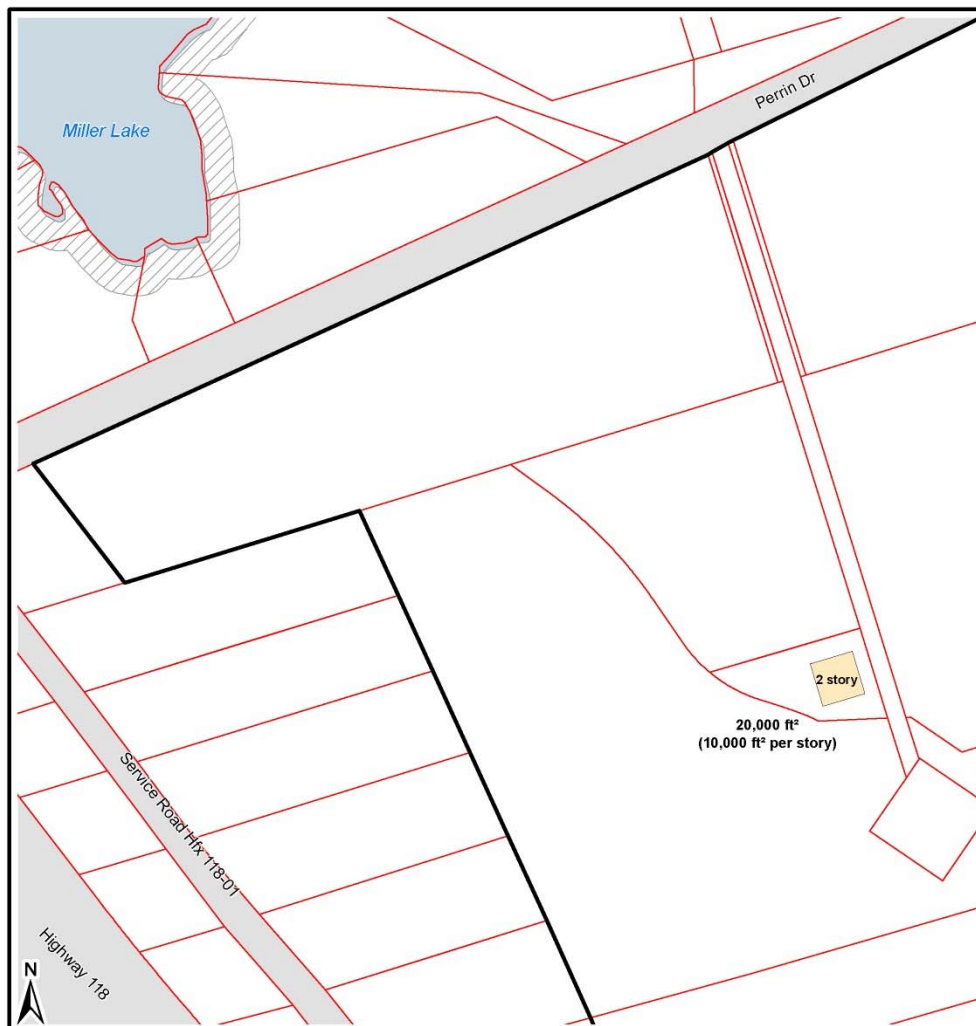 Perrin Dr
Miller Lake
2 story
20,000 ft²
(10,000 ft² per story)
Service Road Hfx 118-01
Highway 118
N